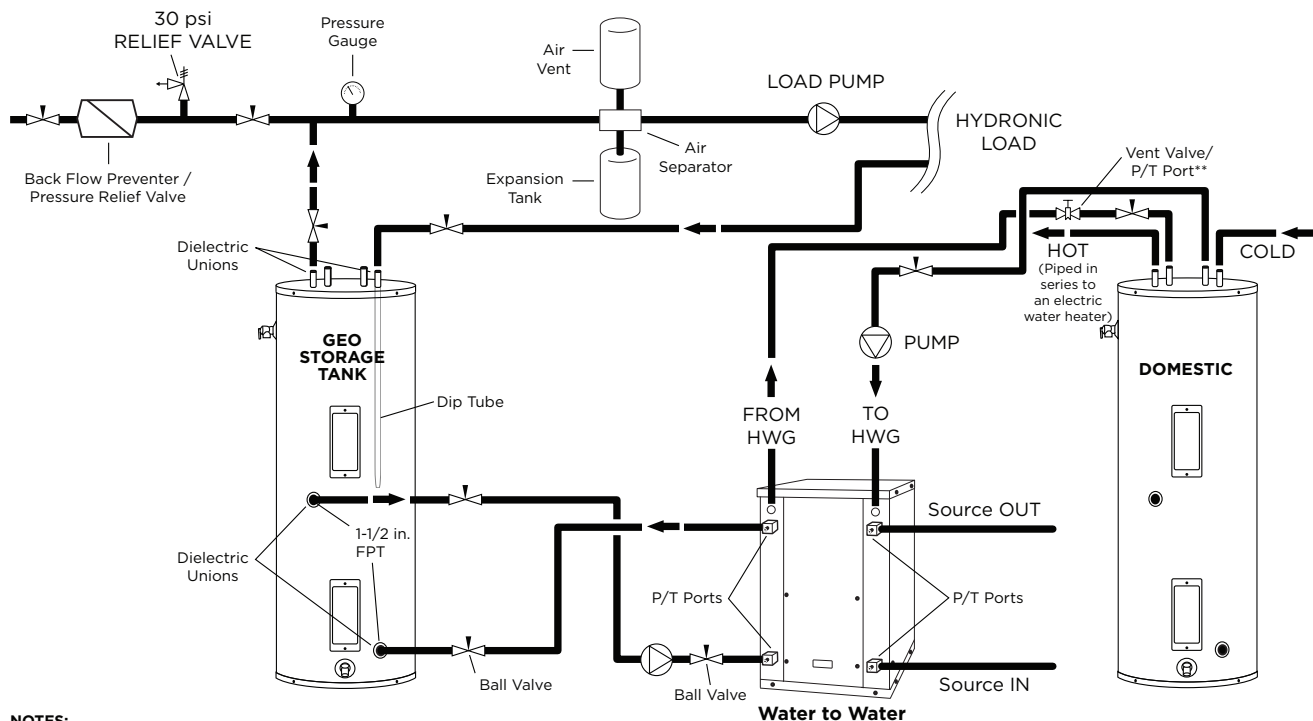 30 psi
RELIEF VALVE
Pressure
Gauge
Air
Vent
LOAD PUMP
HYDRONIC
LOAD
Vent Valve/
P/T Port**
Back Flow Preventer /
Pressure Relief Valve
Air
Separator
Expansion
Tank
Dielectric
Unions
HOT
(Piped in
series to
an electric
water heater)
COLD
GEO
STORAGE
TANK
PUMP
DOMESTIC
Dip Tube
FROM
HWG
TO
HWG
Source OUT
1-1/2 in.
FPT
Dielectric
Unions
P/T Ports
P/T Ports
Ball Valve
Ball Valve
Source IN
Water to Water
NOTES: